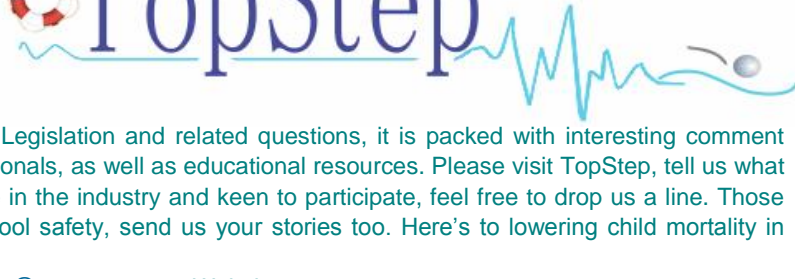 TopStep
Legislation and related questions, it is packed with interesting comment
onals, as well as educational resources. Please visit TopStep, tell us what
in the industry and keen to participate, feel free to drop us a line. Those
ool safety, send us your stories too. Here's to lowering child mortality in